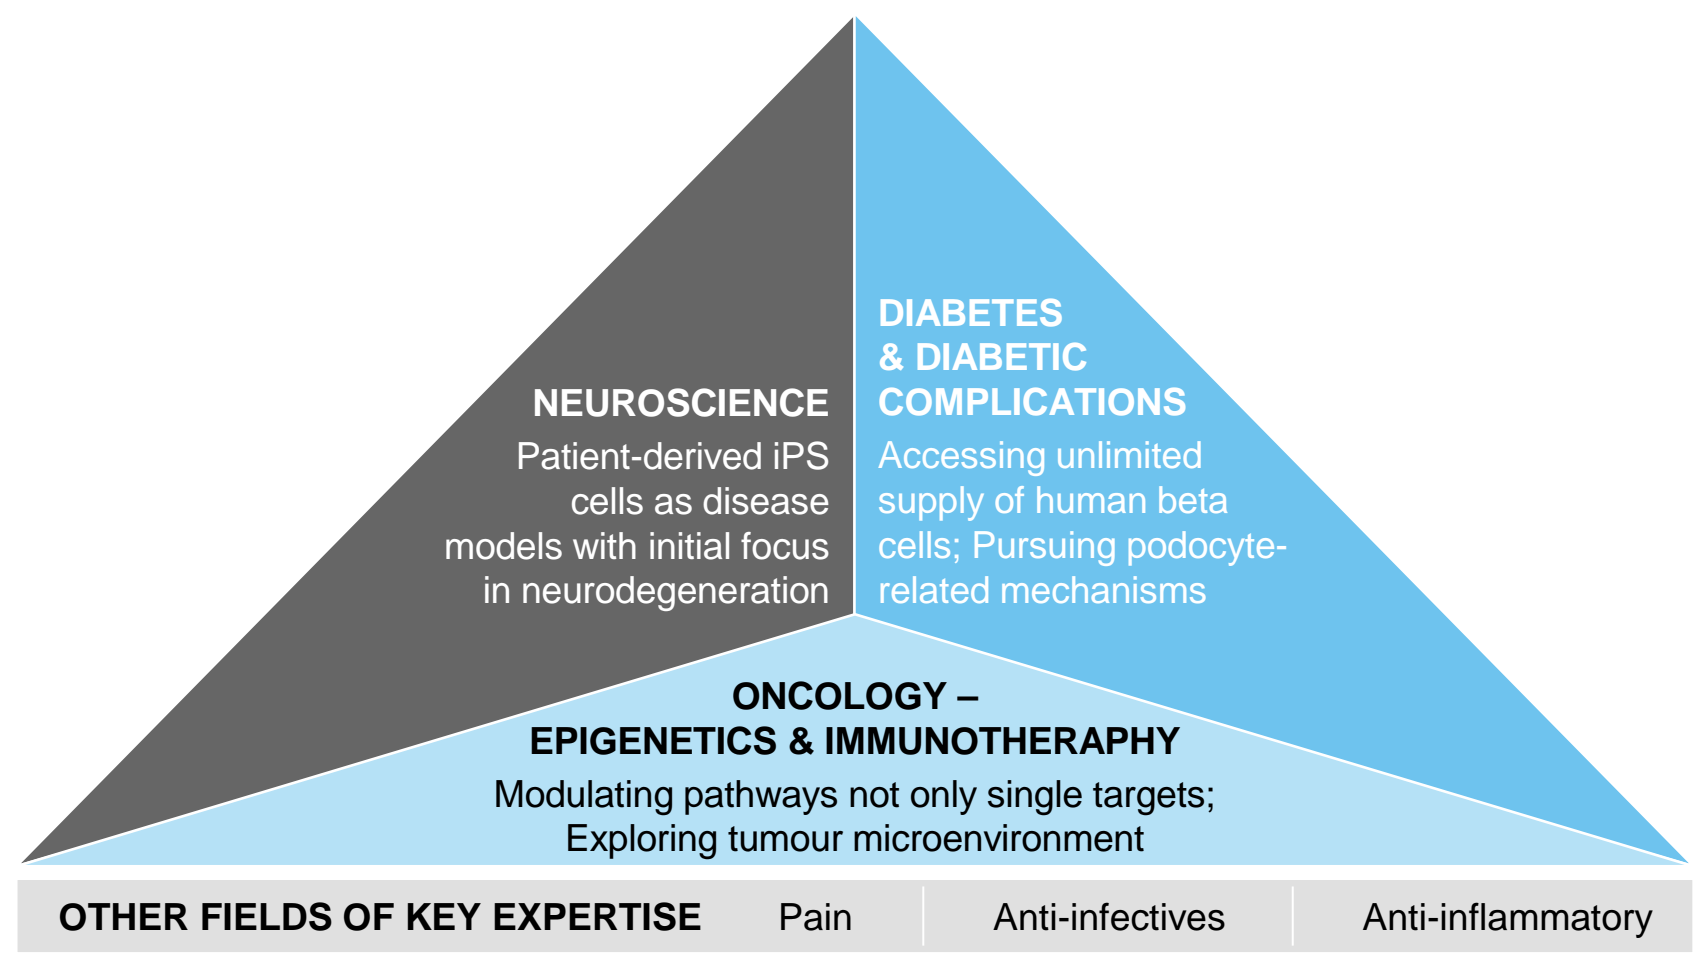 NEUROSCIENCE
Patient-derived iPS
cells as disease
models with initial focus
in neurodegeneration
DIABETES
& DIABETIC
COMPLICATIONS
Accessing unlimited
supply of human beta
cells; Pursuing podocyte-
related mechanisms
ONCOLOGY –
EPIGENETICS & IMMUNOTHERAPHY
Modulating pathways not only single targets;
Exploring tumour microenvironment
OTHER FIELDS OF KEY EXPERTISE Pain Anti-infectives Anti-inflammatory